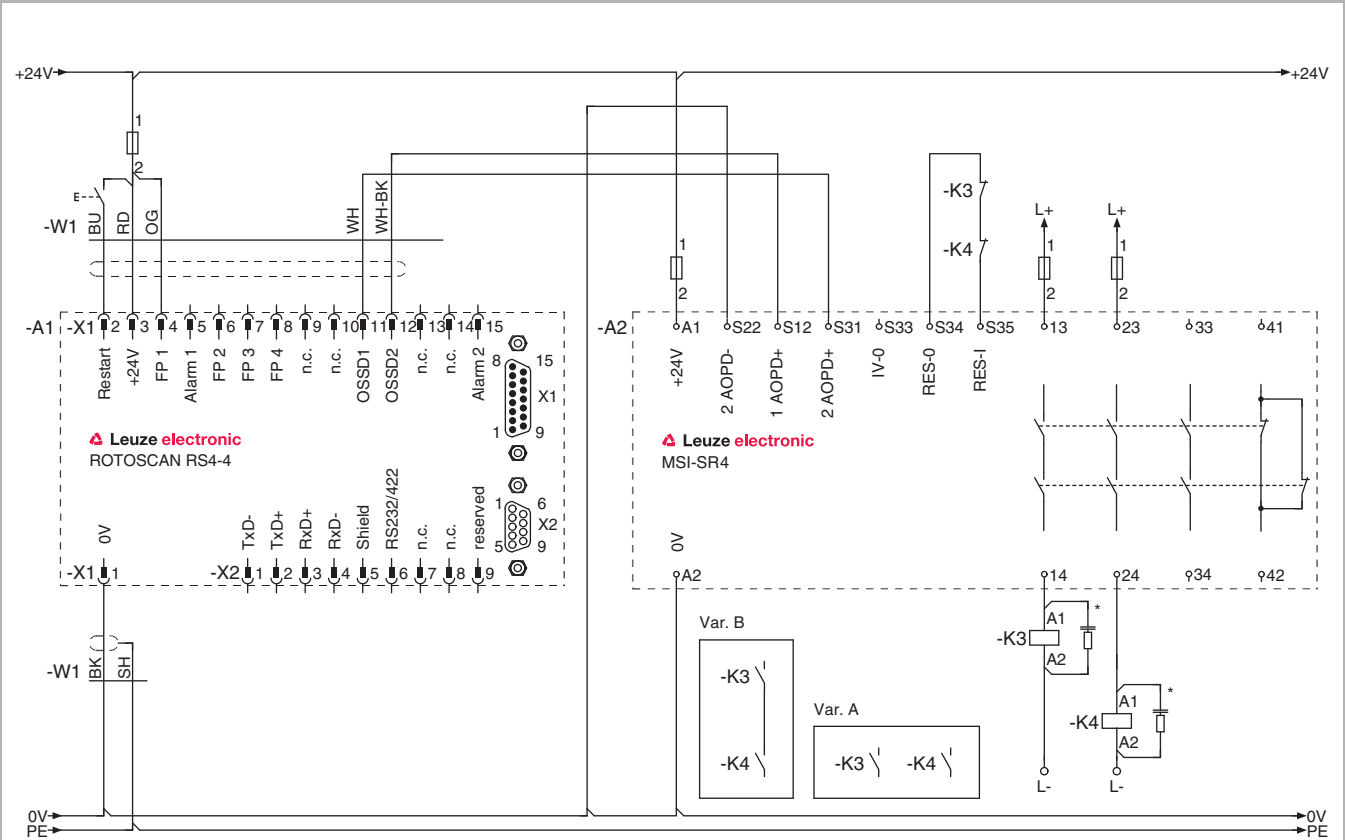 +24V
+24V
1
2
E
-W1
BU
RD
OG
WH
WH-BK
-K3
-K4
L+
L+
1
2
1
2
1
2
-A1
-X1 2 3 4 5 6 7 8 9 10 11 12 13 14 15
Restart
+24V
FP 1
Alarm 1
FP 2
FP 3
FP 4
n.c.
n.c.
OSSD1
OSSD2
n.c.
n.c.
Alarm 2
8 15
X1
1 9
Leuze electronic
ROTOSCAN RS4-4
0V
TxD-
TxD+
RxD+
RxD-
Shield
RS232/422
n.c.
n.c.
reserved
1 6
X2
5 9
-X1 1
-X2 1 2 3 4 5 6 7 8 9
-A2
A1 S22 S12 S31 S33 S34 S35 13 23 33 41
+24V
2 AOPD-
1 AOPD+
2 AOPD+
IV-0
RES-0
RES-I
Leuze electronic
MSI-SR4
0V
A2
14 24 34 42
-W1
BK
SH
Var. B
-K3
-K4
Var. A
-K3 -K4
-K3
A1
A2
*
-K4
A1
A2
*
L-
L-
0V
0V
PE
PE